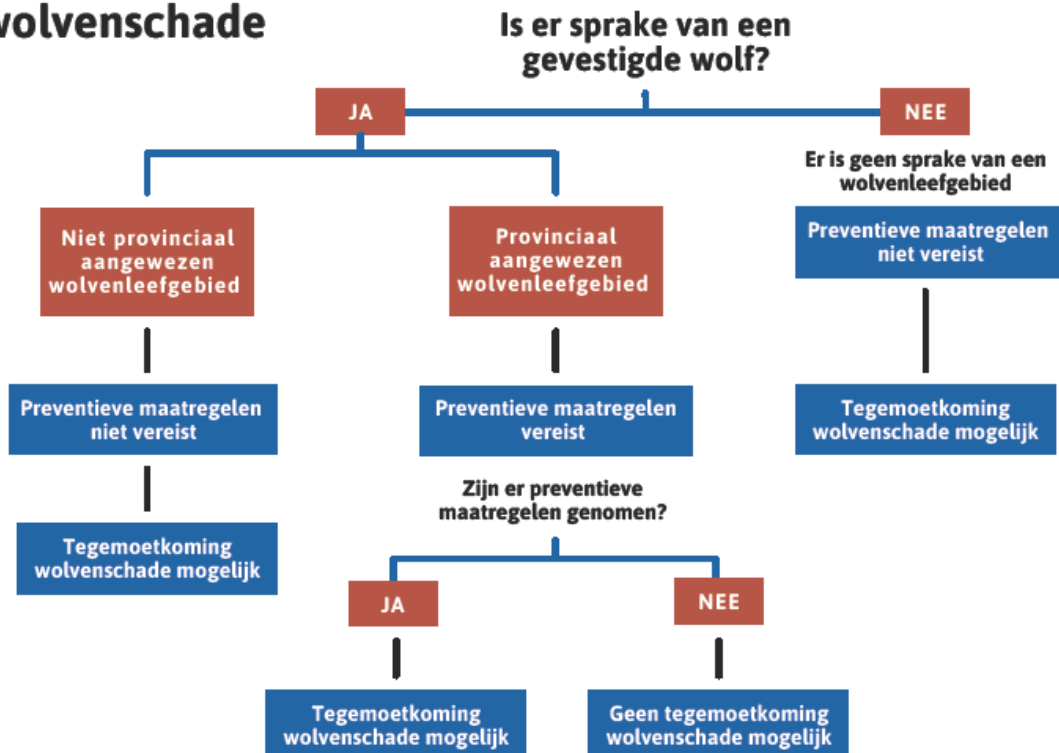 wolvenschade
Is er sprake van een
gevestigde wolf?
JA
NEE
Er is geen sprake van een
wolvenleefgebied
Niet provinciaal
aangewezen
wolvenleefgebied
Provinciaal
aangewezen
wolvenleefgebied
Preventieve maatregelen
niet vereist
Preventieve maatregelen
niet vereist
Preventieve maatregelen
vereist
Tegemoetkoming
wolvenschade mogelijk
Zijn er preventieve
maatregelen genomen?
Tegemoetkoming
wolvenschade mogelijk
JA
NEE
Tegemoetkoming
wolvenschade mogelijk
Geen tegemoetkoming
wolvenschade mogelijk